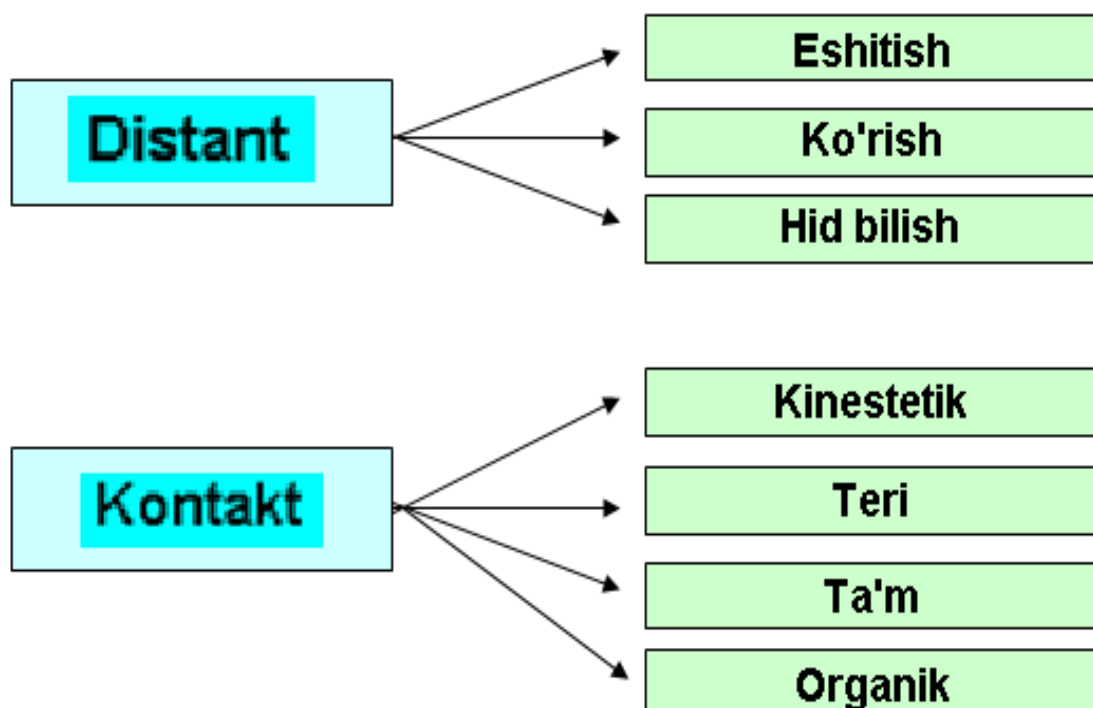 Distant
Eshitish
Ko'rish
Hid bilish
Kontakt
Kinestetik
Teri
Ta'm
Organik